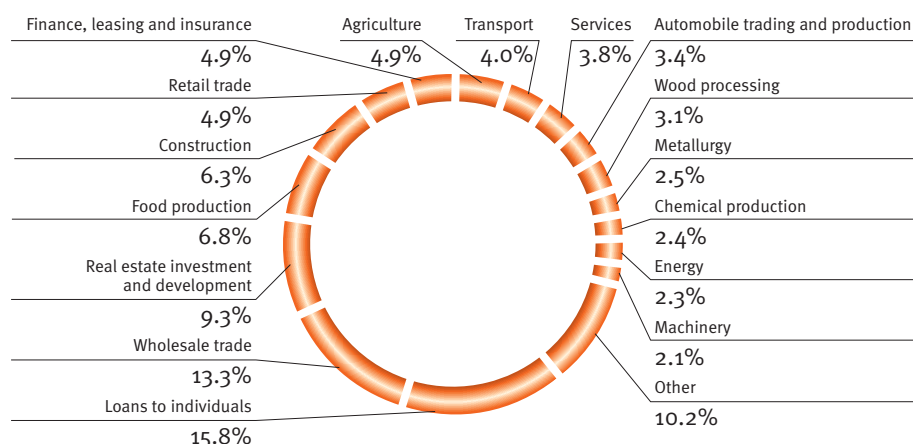 Finance, leasing and insurance
4.9%
Retail trade
4.9%
Construction
6.3%
Food production
6.8%
Real estate investment
and development
9.3%
Wholesale trade
13.3%
Loans to individuals
15.8%
Agriculture
4.9%
Transport
4.0%
Services
3.8%
Automobile trading and production
3.4%
Wood processing
3.1%
Metallurgy
2.5%
Chemical production
2.4%
Energy
2.3%
Machinery
2.1%
Other
10.2%